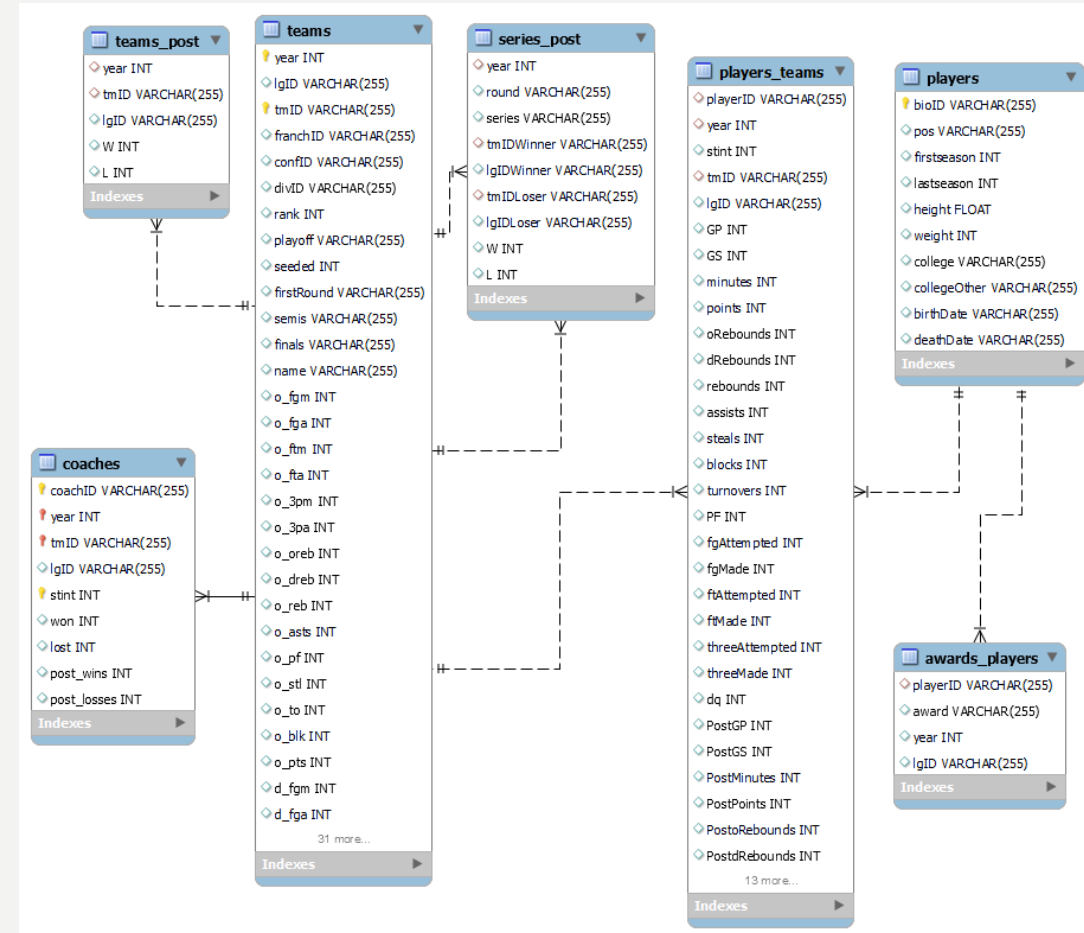 teams_post
year INT
tmID VARCHAR(255)
lgID VARCHAR(255)
W INT
L INT
Indexes
teams
year INT
lgID VARCHAR(255)
tmID VARCHAR(255)
franchID VARCHAR(255)
confID VARCHAR(255)
divID VARCHAR(255)
rank INT
playoff VARCHAR(255)
seeded INT
firstRound VARCHAR(255)
semis VARCHAR(255)
finals VARCHAR(255)
name VARCHAR(255)
o_fgm INT
o_fga INT
o_ftm INT
o_fta INT
o_3pm INT
o_3pa INT
o_oreb INT
o_dreb INT
o_reb INT
o_asts INT
o_pf INT
o_stl INT
o_to INT
o_blk INT
o_pts INT
d_fgm INT
d_fga INT
31 more...
Indexes
series_post
year INT
round VARCHAR(255)
series VARCHAR(255)
tmIDWinner VARCHAR(255)
lgIDWinner VARCHAR(255)
tmIDLoser VARCHAR(255)
lgIDLoser VARCHAR(255)
W INT
L INT
Indexes
players_teams
playerID VARCHAR(255)
year INT
stint INT
tmID VARCHAR(255)
lgID VARCHAR(255)
GP INT
GS INT
minutes INT
points INT
oRebounds INT
dRebounds INT
rebounds INT
assists INT
steals INT
blocks INT
turnovers INT
PF INT
fgAttempted INT
fgMade INT
ftAttempted INT
ftMade INT
threeAttempted INT
threeMade INT
dq INT
PostGP INT
PostGS INT
PostMinutes INT
PostPoints INT
PostoRebounds INT
PostdRebounds INT
13 more...
Indexes
players
bioID VARCHAR(255)
pos VARCHAR(255)
firstseason INT
lastseason INT
height FLOAT
weight INT
college VARCHAR(255)
collegeOther VARCHAR(255)
birthDate VARCHAR(255)
deathDate VARCHAR(255)
Indexes
coaches
coachID VARCHAR(255)
year INT
tmID VARCHAR(255)
lgID VARCHAR(255)
stint INT
won INT
lost INT
post_wins INT
post_losses INT
Indexes
awards_players
playerID VARCHAR(255)
award VARCHAR(255)
year INT
lgID VARCHAR(255)
Indexes